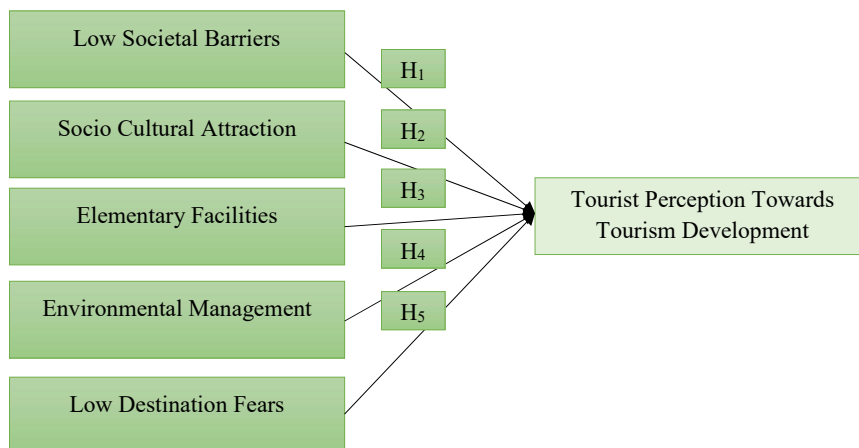 Low Societal Barriers
H₁
Socio Cultural Attraction
H₂
Elementary Facilities
H₃
Tourist Perception Towards
Tourism Development
H₄
Environmental Management
H₅
Low Destination Fears